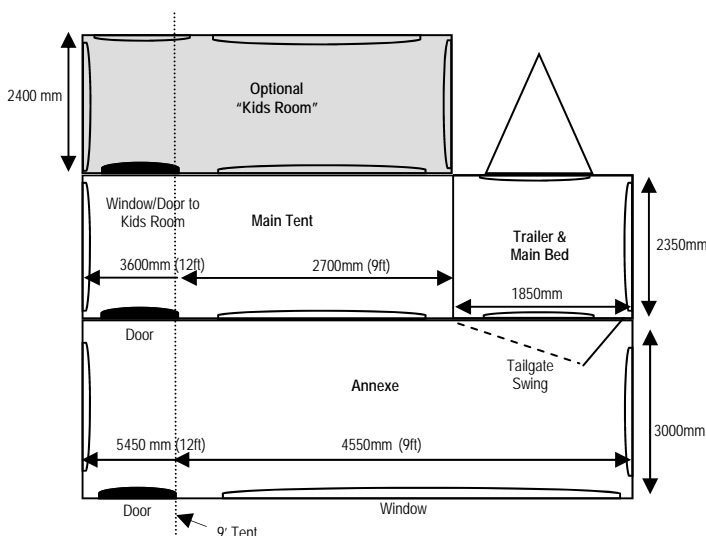 2400 mm
Optional
“Kids Room”
Window/Door to
Kids Room
Main Tent
Trailer &
Main Bed
2350mm
3600mm (12ft)
2700mm (9ft)
1850mm
Door
Tailgate
Swing
Annexe
3000mm
5450 mm (12ft)
4550mm (9ft)
Door
Window
9’ Tent